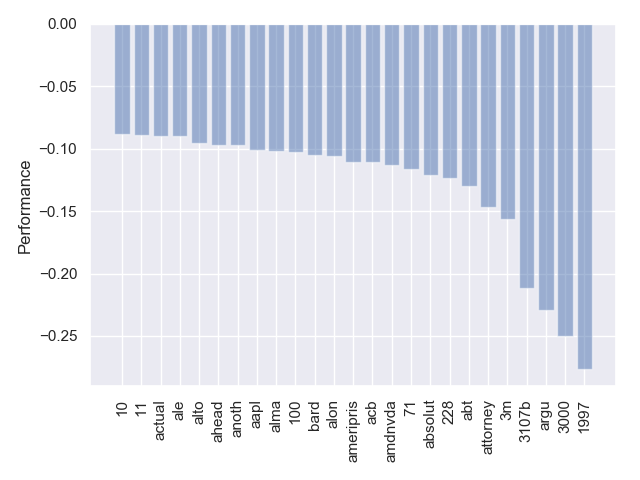 0.00
−0.05
−0.10
−0.15
−0.20
−0.25
Performance
10
11
actual
ale
alto
ahead
anoth
aapl
alma
100
bard
alon
ameripris
acb
amdnvda
71
absolut
228
abt
attorney
3m
3107b
argu
3000
1997